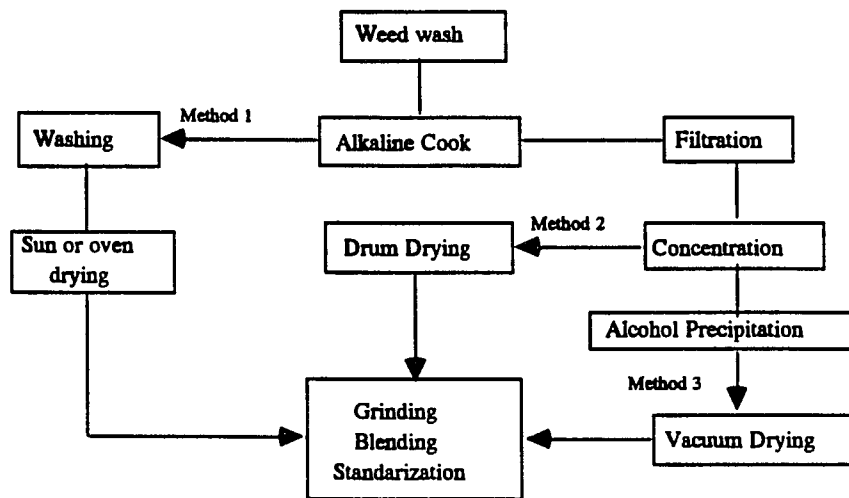 Weed wash
Method 1
Washing
Alkaline Cook
Filtration
Sun or oven
drying
Drum Drying
Method 2
Concentration
Alcohol Precipitation
Method 3
Grinding
Blending
Standarization
Vacuum Drying